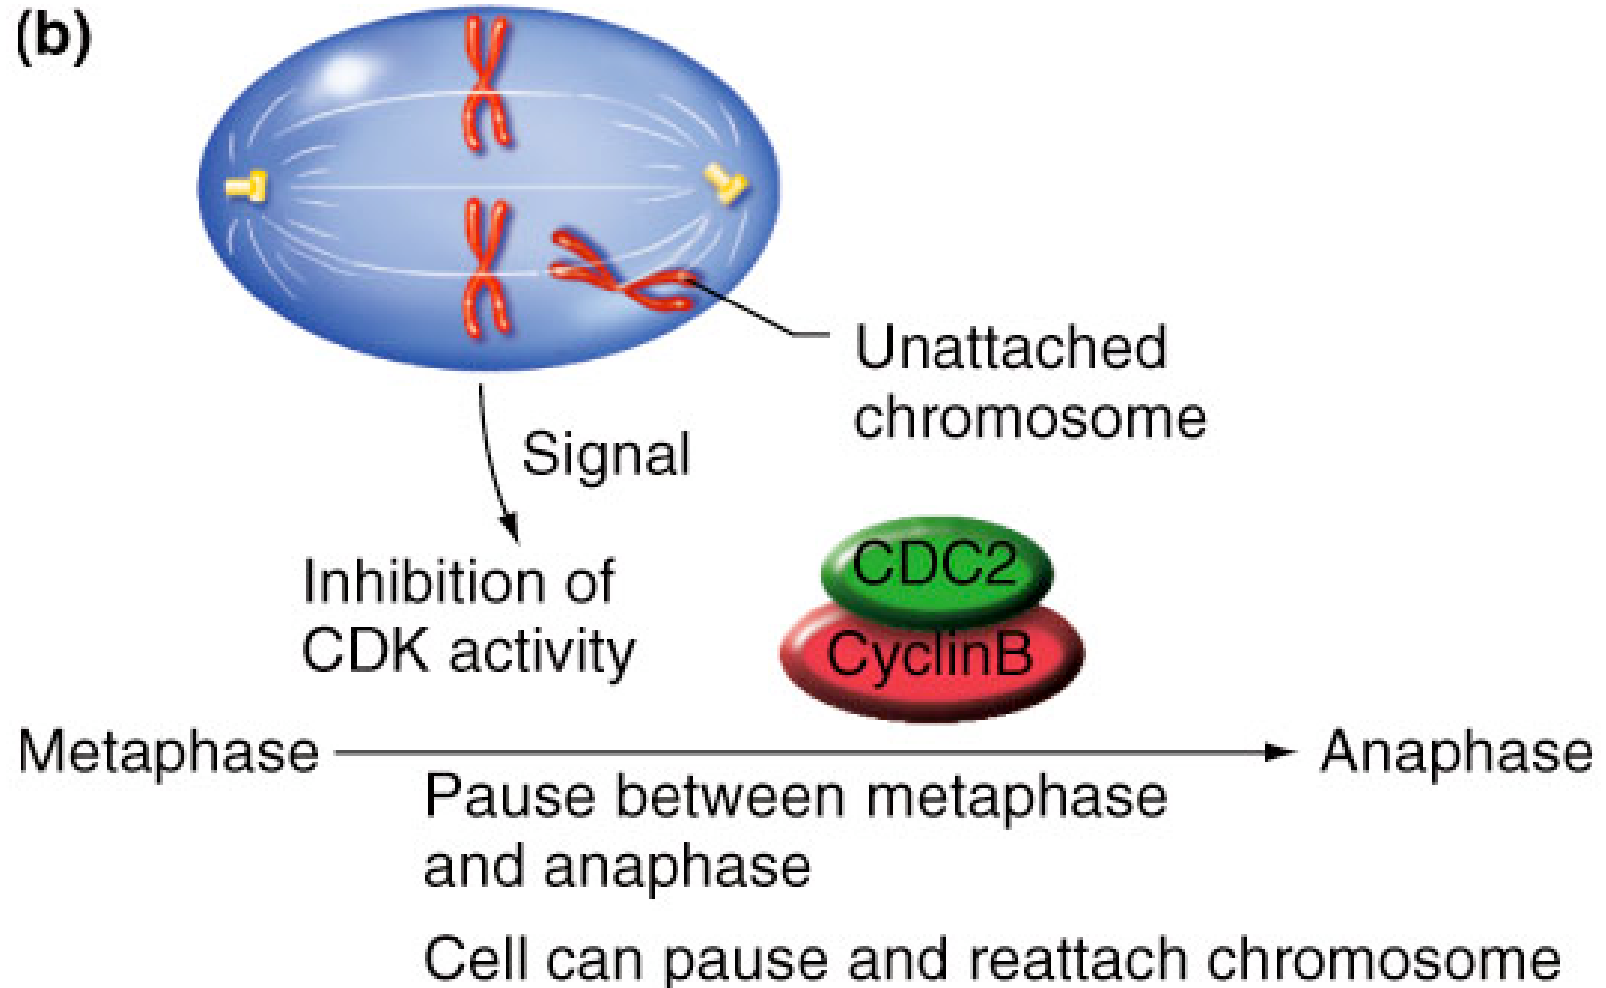 (b)
Unattached
chromosome
Signal
Inhibition of
CDK activity
CDC2
CyclinB
Metaphase
Anaphase
Pause between metaphase
and anaphase
Cell can pause and reattach chromosome